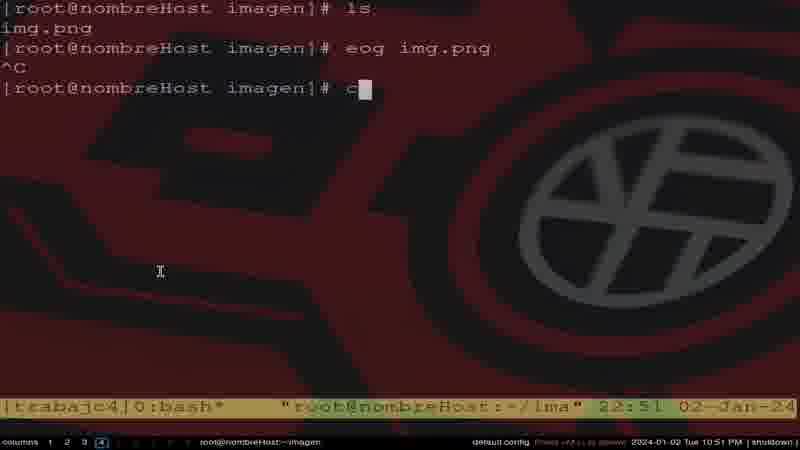 [root@nombreHost imagen]# ls
img.png
[root@nombreHost imagen]# eog img.png
^C
[root@nombreHost imagen]# c
[trabajc4]0:bash* "root@nombreHost:~/ima" 22:51 02-Jan-24
columns 1 2 3 4 root@nombreHost:~/imagen default.config 2024-01-02 Tue 10:51 PM | shutdown |